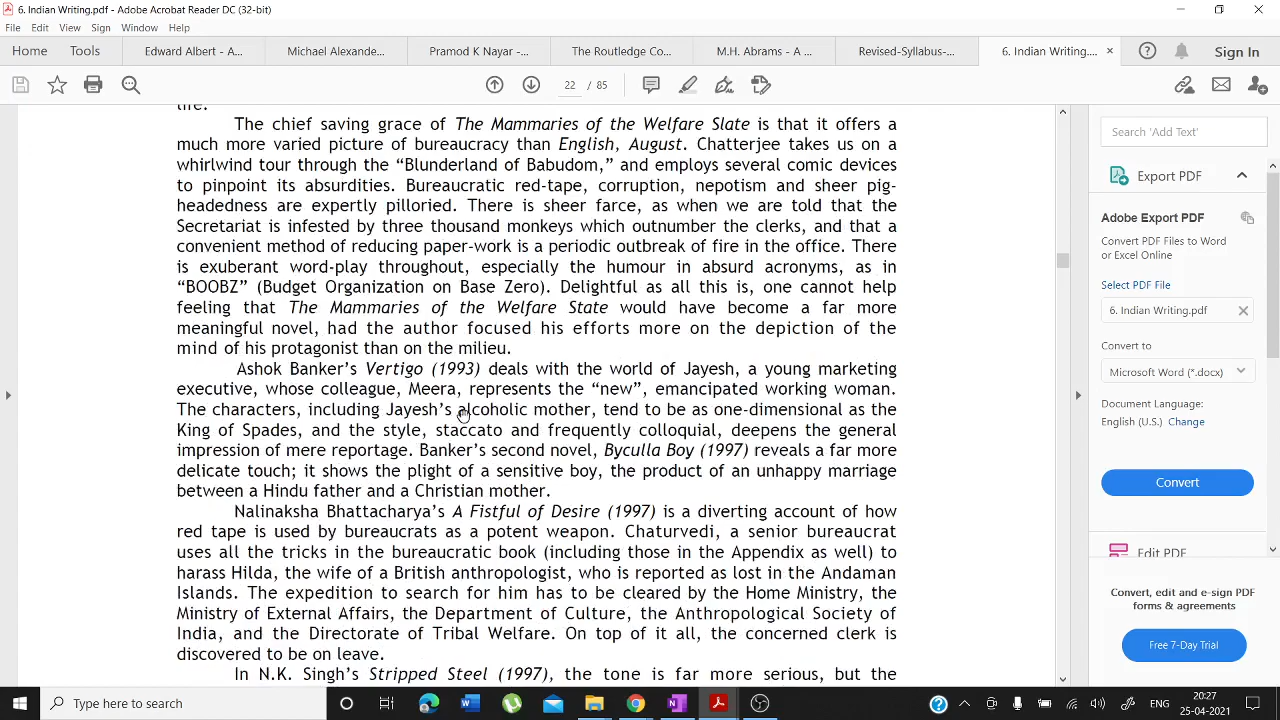 6. Indian Writing.pdf - Adobe Acrobat Reader DC (32-bit)
File Edit View Sign Window Help
Home Tools Edward Albert - A... Michael Alexande... Pramod K Nayar -... The Routledge Co... M.H. Abrams - A ... Revised-Syllabus-... 6. Indian Writing.... × Sign In
22 / 85
life.
The chief saving grace of The Mammaries of the Welfare Slate is that it offers a
much more varied picture of bureaucracy than English, August. Chatterjee takes us on a
whirlwind tour through the “Blunderland of Babudom,” and employs several comic devices
to pinpoint its absurdities. Bureaucratic red-tape, corruption, nepotism and sheer pig-
headedness are expertly pilloried. There is sheer farce, as when we are told that the
Secretariat is infested by three thousand monkeys which outnumber the clerks, and that a
convenient method of reducing paper-work is a periodic outbreak of fire in the office. There
is exuberant word-play throughout, especially the humour in absurd acronyms, as in
“BOOBZ” (Budget Organization on Base Zero). Delightful as all this is, one cannot help
feeling that The Mammaries of the Welfare State would have become a far more
meaningful novel, had the author focused his efforts more on the depiction of the
mind of his protagonist than on the milieu.
Ashok Banker’s Vertigo (1993) deals with the world of Jayesh, a young marketing
executive, whose colleague, Meera, represents the “new”, emancipated working woman.
The characters, including Jayesh’s alcoholic mother, tend to be as one-dimensional as the
King of Spades, and the style, staccato and frequently colloquial, deepens the general
impression of mere reportage. Banker’s second novel, Byculla Boy (1997) reveals a far more
delicate touch; it shows the plight of a sensitive boy, the product of an unhappy marriage
between a Hindu father and a Christian mother.
Nalinaksha Bhattacharya’s A Fistful of Desire (1997) is a diverting account of how
red tape is used by bureaucrats as a potent weapon. Chaturvedi, a senior bureaucrat
uses all the tricks in the bureaucratic book (including those in the Appendix as well) to
harass Hilda, the wife of a British anthropologist, who is reported as lost in the Andaman
Islands. The expedition to search for him has to be cleared by the Home Ministry, the
Ministry of External Affairs, the Department of Culture, the Anthropological Society of
India, and the Directorate of Tribal Welfare. On top of it all, the concerned clerk is
discovered to be on leave.
In N.K. Singh’s Stripped Steel (1997), the tone is far more serious, but the
Search 'Add Text'
Export PDF
Adobe Export PDF
Convert PDF Files to Word
or Excel Online
Select PDF File
6. Indian Writing.pdf
Convert to
Microsoft Word (*.docx)
Document Language:
English (U.S.) Change
Convert
Edit PDF
Convert, edit and e-sign PDF
forms & agreements
Free 7-Day Trial
Type here to search
ENG
20:27
25-04-2021